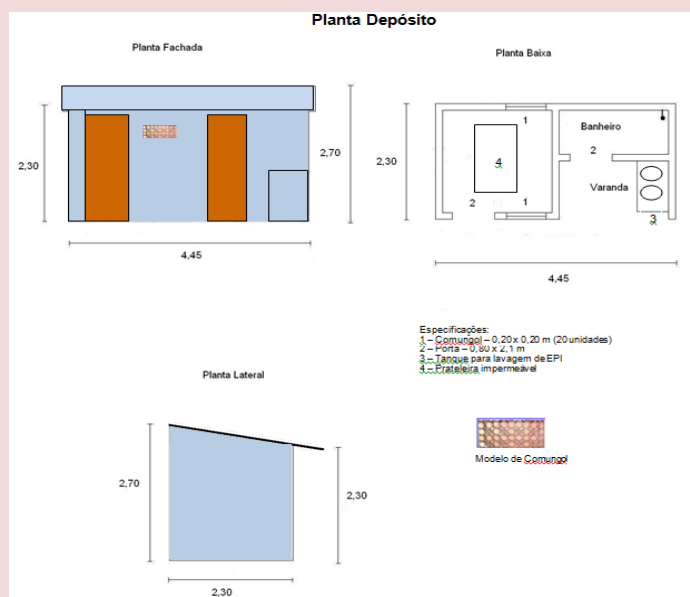 Planta Depósito
Planta Fachada
2,30
2,70
4,45
Planta Baixa
2,30
1
Banheiro
4
2
Varanda
2
1
3
4,45
Especificações:
1 – Comungol – 0,20 x 0,20 m (20 unidades)
2 – Porta – 0,80 x 2,1 m
3 – Tanque para lavagem de EPI
4 – Prateleira impermeável
Modelo de Comungol
Planta Lateral
2,70
2,30
2,30